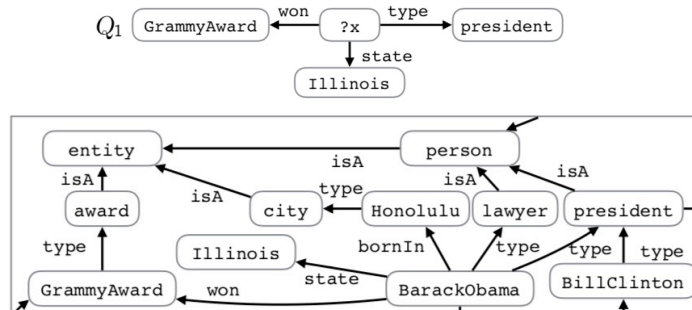 Q1 GrammyAward won ?x type president
state
Illinois
entity person
isA
isA isA isA
award isA city type Honolulu lawyer president
type Illinois bornIn type type type
GrammyAward won state BarackObama BillClinton